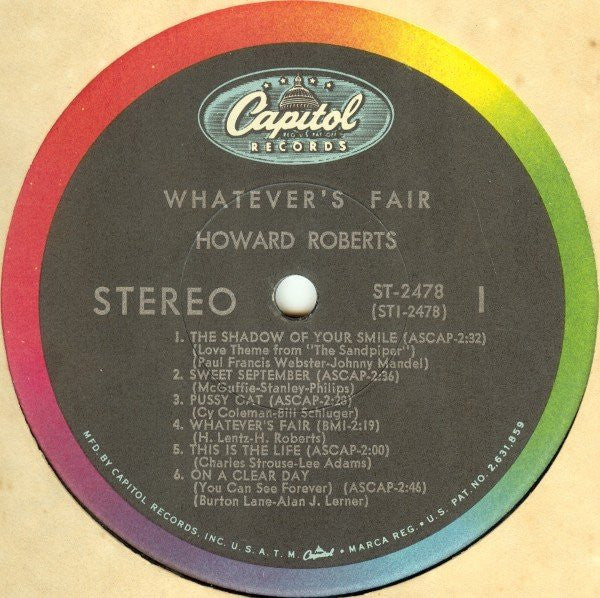 Capitol
REG. U.S. PAT. OFF.
RECORDS
WHATEVER'S FAIR
HOWARD ROBERTS
STEREO
ST-2478
(ST1-2478)
1
1. THE SHADOW OF YOUR SMILE (ASCAP-2:32)
(Love Theme from "The Sandpiper")
(Paul Francis Webster-Johnny Mandel)
2. SWEET SEPTEMBER (ASCAP-2:36)
(McGuffie-Stanley-Philips)
3. PUSSY CAT (ASCAP-2:23)
(Cy Coleman-Bill Schluger)
4. WHATEVER'S FAIR (BMI-2:19)
(H. Lentz-H. Roberts)
5. THIS IS THE LIFE (ASCAP-2:00)
(Charles Strouse-Lee Adams)
6. ON A CLEAR DAY
(You Can See Forever) (ASCAP-2:46)
(Burton Lane-Alan J. Lerner)
MFD. BY CAPITOL RECORDS, INC. U.S.A. T.M. Capitol • MARCA REG. • U.S. PAT. NO. 2,631,859